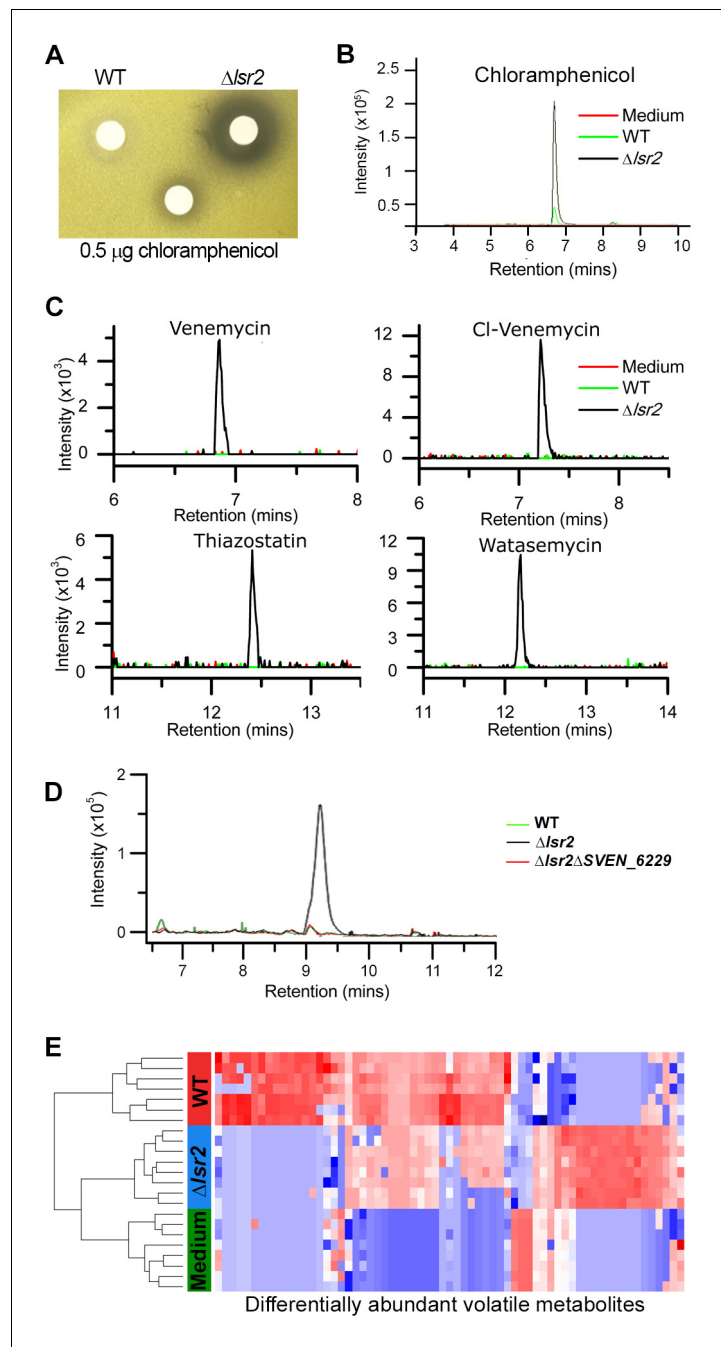 A
WT
Δlsr2
0.5 μg chloramphenicol
B
Chloramphenicol
Intensity (x10⁵)
2.5
2
1.5
1
0.5
3 4 5 6 7 8 9 10
Retention (mins)
Medium
WT
Δlsr2
C
Venemycin
Intensity (x10³)
4
2
0
6 7 8
Retention (mins)
Cl-Venemycin
12
8
4
0
6 7 8
Retention (mins)
Medium
WT
Δlsr2
Thiazostatin
Intensity (x10³)
6
4
2
0
11 12 13
Retention (mins)
Watasemycin
12
9
6
3
0
11 12 13 14
Retention (mins)
D
Intensity (x10⁵)
2
1
0
7 8 9 10 11 12
Retention (mins)
WT
Δlsr2
Δlsr2ΔSVEN_6229
E
WT
Δlsr2
Medium
Differentially abundant volatile metabolites